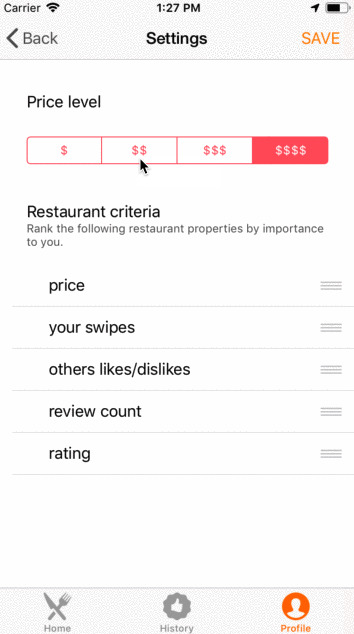 Carrier 1:27 PM
Back Settings SAVE
Price level
$ $$ $$$ $$$$
Restaurant criteria
Rank the following restaurant properties by importance
to you.
price
your swipes
others likes/dislikes
review count
rating
Home History Profile